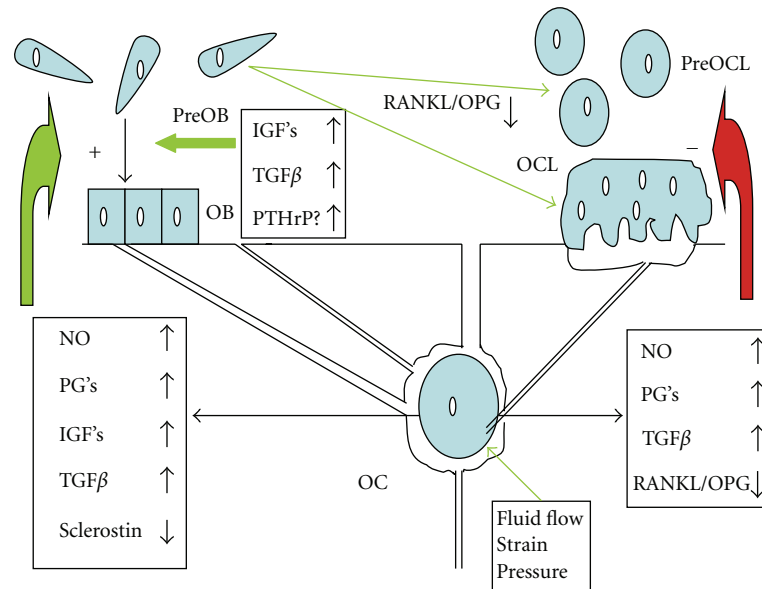 PreOCL
RANKL/OPG ↓
PreOB
IGF's ↑
TGFβ ↑
PTHrP? ↑
+
OB
OCL
−
NO ↑
PG's ↑
IGF's ↑
TGFβ ↑
Sclerostin ↓
OC
Fluid flow
Strain
Pressure
NO ↑
PG's ↑
TGFβ ↑
RANKL/OPG ↓